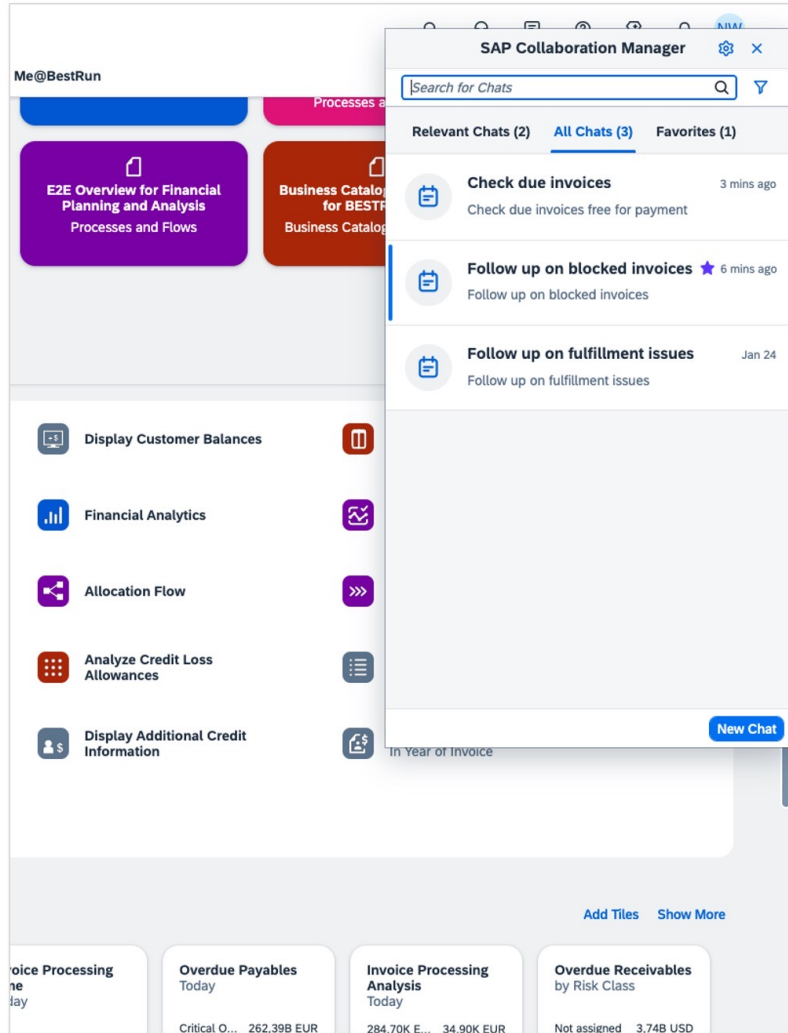 NW
SAP Collaboration Manager
Me@BestRun
Search for Chats
Processes a
Relevant Chats (2) All Chats (3) Favorites (1)
E2E Overview for Financial
Planning and Analysis
Processes and Flows
Business Catalog
for BESTR
Business Catalog
Check due invoices 3 mins ago
Check due invoices free for payment
Follow up on blocked invoices 6 mins ago
Follow up on blocked invoices
Follow up on fulfillment issues Jan 24
Follow up on fulfillment issues
Display Customer Balances
Financial Analytics
Allocation Flow
Analyze Credit Loss
Allowances
Display Additional Credit
Information
In Year of Invoice
New Chat
Add Tiles Show More
oice Processing
ne
day
Overdue Payables
Today
Critical O... 262.39B EUR
Invoice Processing
Analysis
Today
284.70K E... 34.90K EUR
Overdue Receivables
by Risk Class
Not assigned 3.74B USD